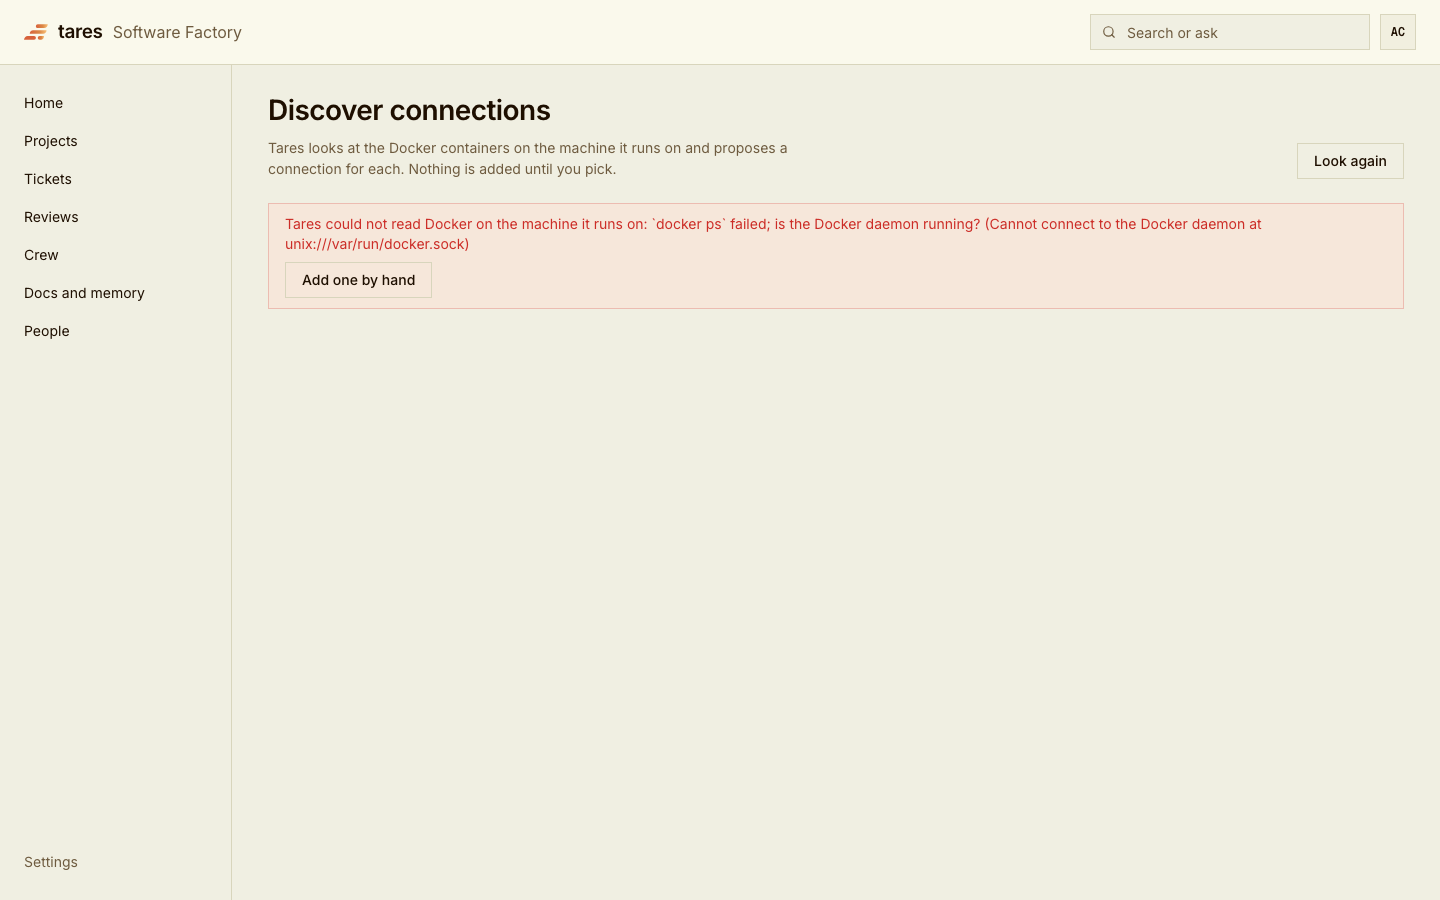 tares Software Factory
Search or ask
AC
Home
Projects
Tickets
Reviews
Crew
Docs and memory
People
Settings
Discover connections
Tares looks at the Docker containers on the machine it runs on and proposes a
connection for each. Nothing is added until you pick.
Look again
Tares could not read Docker on the machine it runs on: `docker ps` failed; is the Docker daemon running? (Cannot connect to the Docker daemon at
unix:///var/run/docker.sock)
Add one by hand